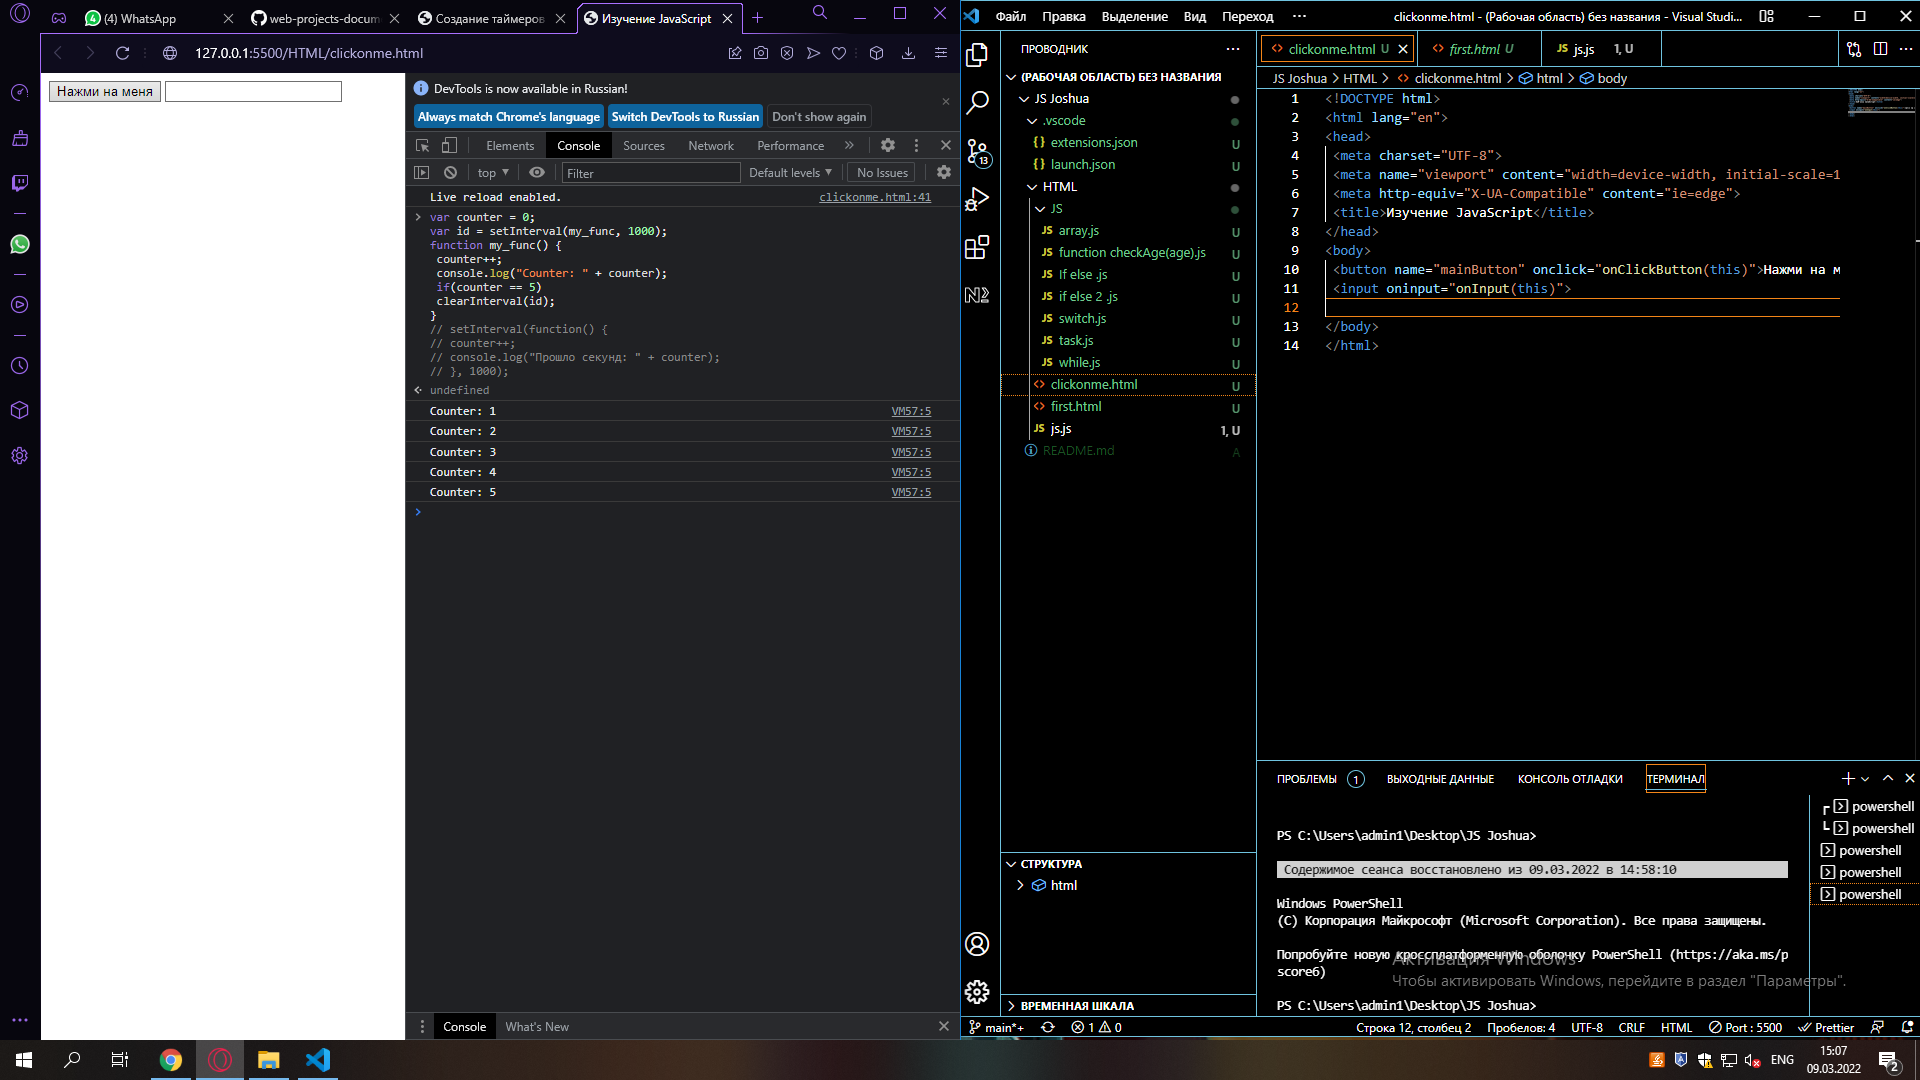 (4) WhatsApp
web-projects-docum
Создание таймеров
Изучение JavaScript
127.0.0.1:5500/HTML/clickonme.html
Нажми на меня
DevTools is now available in Russian!
Always match Chrome's language
Switch DevTools to Russian
Don't show again
Elements
Console
Sources
Network
Performance
top
Filter
Default levels
No Issues
Live reload enabled.
clickonme.html:41
var counter = 0;
var id = setInterval(my_func, 1000);
function my_func() {
counter++;
console.log("Counter: " + counter);
if(counter == 5)
clearInterval(id);
}
// setInterval(function() {
// counter++;
// console.log("Прошло секунд: " + counter);
// }, 1000);
undefined
Counter: 1 VM57:5
Counter: 2 VM57:5
Counter: 3 VM57:5
Counter: 4 VM57:5
Counter: 5 VM57:5
Console
What's New
Файл Правка Выделение Вид Переход ···
clickonme.html - (Рабочая область) без названия - Visual Studi...
ПРОВОДНИК
(РАБОЧАЯ ОБЛАСТЬ) БЕЗ НАЗВАНИЯ
JS Joshua
.vscode
{} extensions.json U
{} launch.json U
HTML
JS
JS array.js U
JS function checkAge(age).js U
JS If else .js U
JS if else 2 .js U
JS switch.js U
JS task.js U
JS while.js U
<> clickonme.html U
<> first.html U
JS js.js 1, U
README.md A
13
СТРУКТУРА
html
ВРЕМЕННАЯ ШКАЛА
<> clickonme.html U
<> first.html U
JS js.js 1, U
JS Joshua > HTML > <> clickonme.html > html > body
1 <!DOCTYPE html>
2 <html lang="en">
3 <head>
4 <meta charset="UTF-8">
5 <meta name="viewport" content="width=device-width, initial-scale=1
6 <meta http-equiv="X-UA-Compatible" content="ie=edge">
7 <title>Изучение JavaScript</title>
8 </head>
9 <body>
10 <button name="mainButton" onclick="onClickButton(this)">Нажми на м
11 <input oninput="onInput(this)">
12
13 </body>
14 </html>
ПРОБЛЕМЫ 1
ВЫХОДНЫЕ ДАННЫЕ
КОНСОЛЬ ОТЛАДКИ
ТЕРМИНАЛ
PS C:\Users\admin1\Desktop\JS Joshua>
Содержимое сеанса восстановлено из 09.03.2022 в 14:58:10
Windows PowerShell
(C) Корпорация Майкрософт (Microsoft Corporation). Все права защищены.
Попробуйте новую кроссплатформенную оболочку PowerShell (https://aka.ms/p
score6)
PS C:\Users\admin1\Desktop\JS Joshua>
powershell
powershell
powershell
powershell
powershell
Активация Windows
Чтобы активировать Windows, перейдите в раздел "Параметры".
main*+
1 0
Строка 12, столбец 2
Пробелов: 4
UTF-8
CRLF
HTML
Port : 5500
Prettier
ENG
15:07
09.03.2022
2